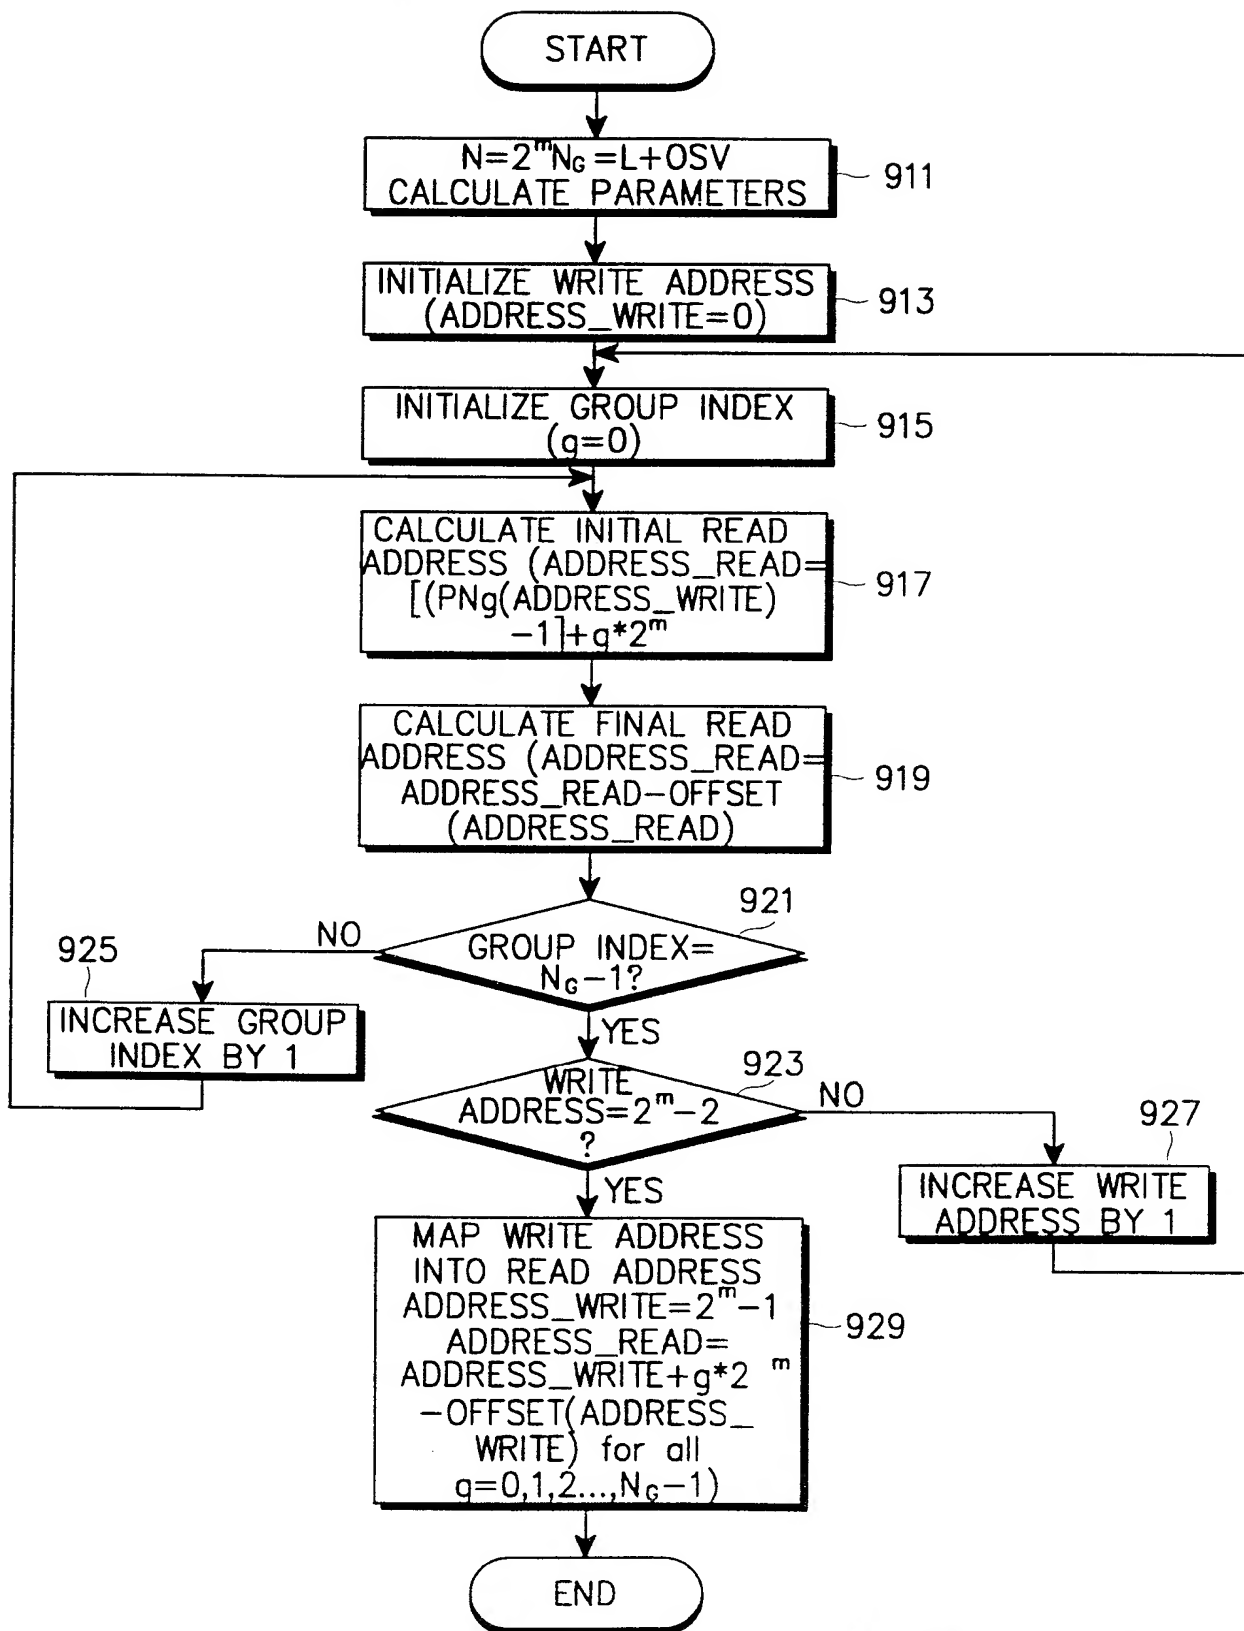 START
N=2^m N_G=L+OSV
CALCULATE PARAMETERS
911
INITIALIZE WRITE ADDRESS
(ADDRESS_WRITE=0)
913
INITIALIZE GROUP INDEX
(g=0)
915
CALCULATE INITIAL READ
ADDRESS (ADDRESS_READ=
[(PNg(ADDRESS_WRITE)
-1]+g*2^m
917
CALCULATE FINAL READ
ADDRESS (ADDRESS_READ=
ADDRESS_READ-OFFSET
(ADDRESS_READ)
919
921
GROUP INDEX=
N_G-1?
NO
925
INCREASE GROUP
INDEX BY 1
YES
923
WRITE
ADDRESS=2^m-2
?
NO
927
INCREASE WRITE
ADDRESS BY 1
YES
MAP WRITE ADDRESS
INTO READ ADDRESS
ADDRESS_WRITE=2^m-1
ADDRESS_READ=
ADDRESS_WRITE+g*2^m
-OFFSET(ADDRESS_
WRITE) for all
g=0,1,2...,N_G-1)
929
END